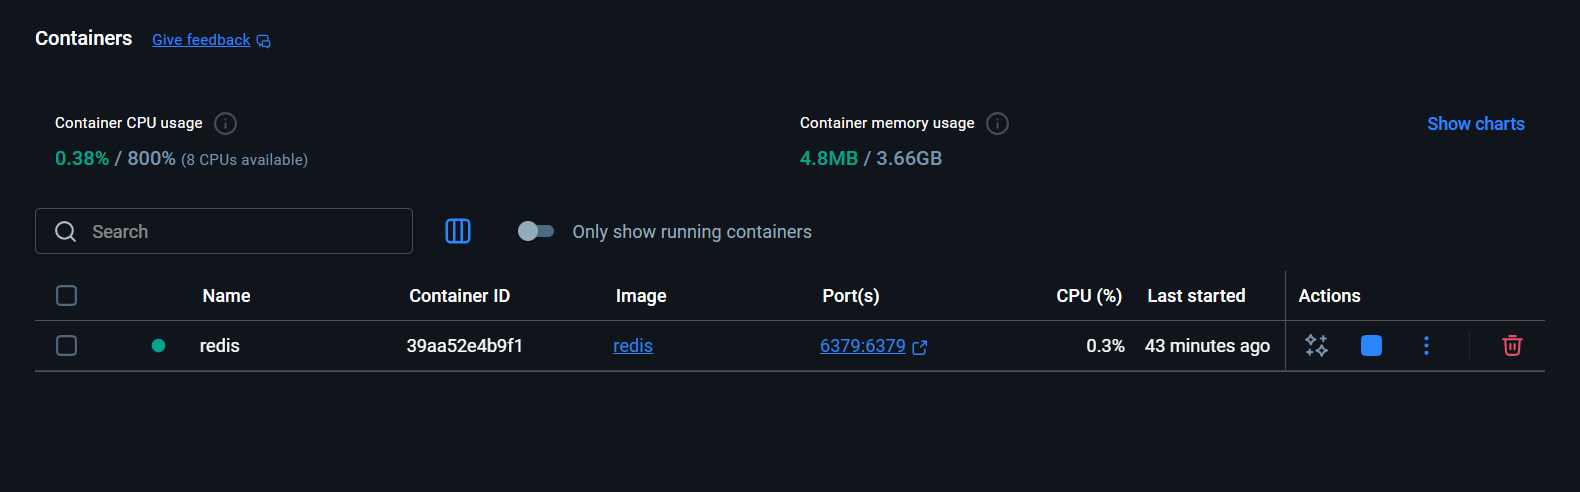 Containers Give feedback
Container CPU usage
0.38% / 800% (8 CPUs available)
Container memory usage
4.8MB / 3.66GB
Show charts
Search
Only show running containers
Name Container ID Image Port(s) CPU (%) Last started Actions
redis 39aa52e4b9f1 redis 6379:6379 0.3% 43 minutes ago